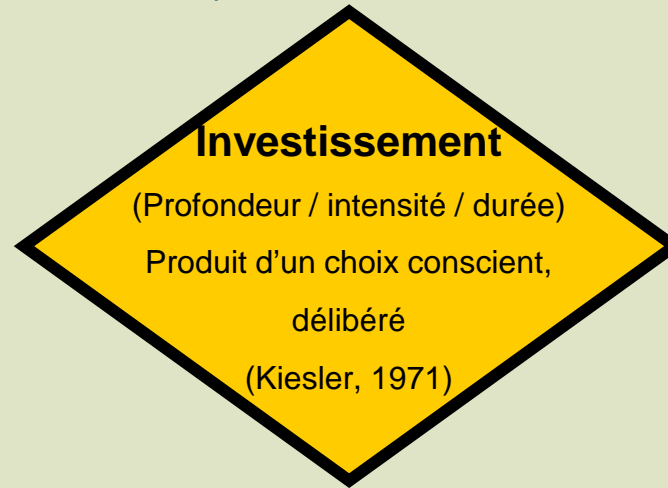 Investissement
(Profondeur / intensité / durée)
Produit d’un choix conscient,
délibéré
(Kiesler, 1971)